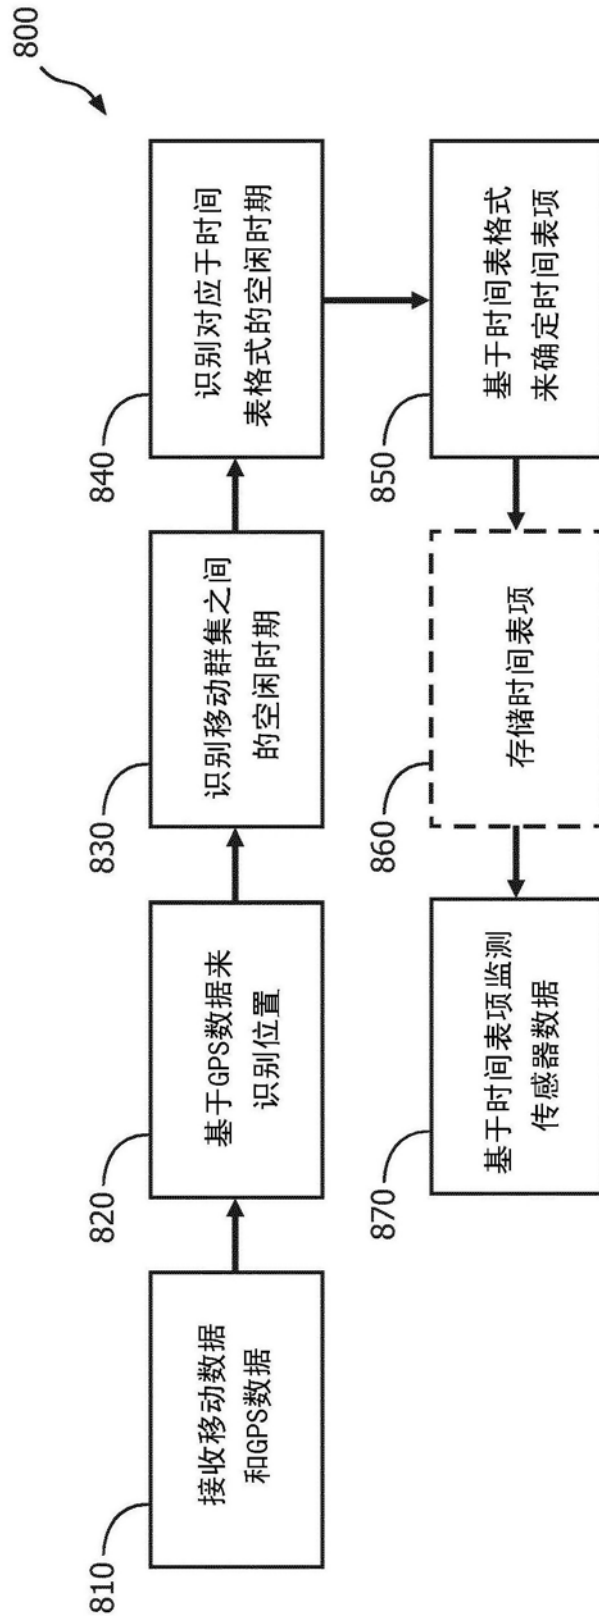 800
810
接收移动数据
和GPS数据
820
基于GPS数据来
识别位置
830
识别移动群集之间
的空闲时期
840
识别对应于时间
表格式的空闲时期
850
基于时间表格式
来确定时间表项
860
存储时间表项
870
基于时间表项监测
传感器数据